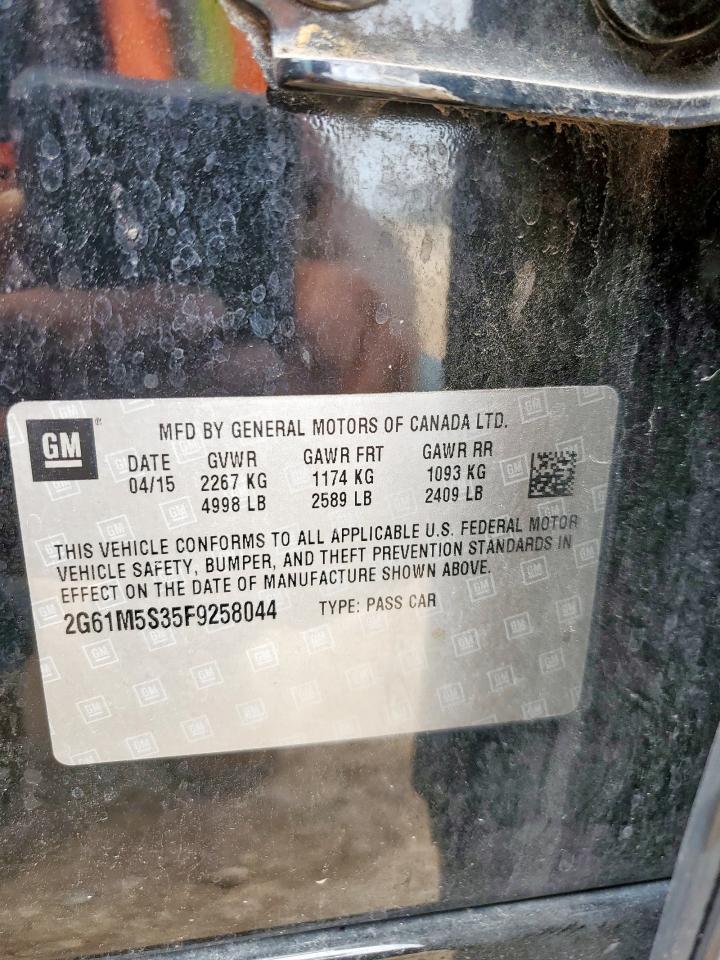 GM®
MFD BY GENERAL MOTORS OF CANADA LTD.
DATE GVWR GAWR FRT GAWR RR
04/15 2267 KG 1174 KG 1093 KG
4998 LB 2589 LB 2409 LB
THIS VEHICLE CONFORMS TO ALL APPLICABLE U.S. FEDERAL MOTOR
VEHICLE SAFETY, BUMPER, AND THEFT PREVENTION STANDARDS IN
EFFECT ON THE DATE OF MANUFACTURE SHOWN ABOVE.
2G61M5S35F9258044 TYPE: PASS CAR